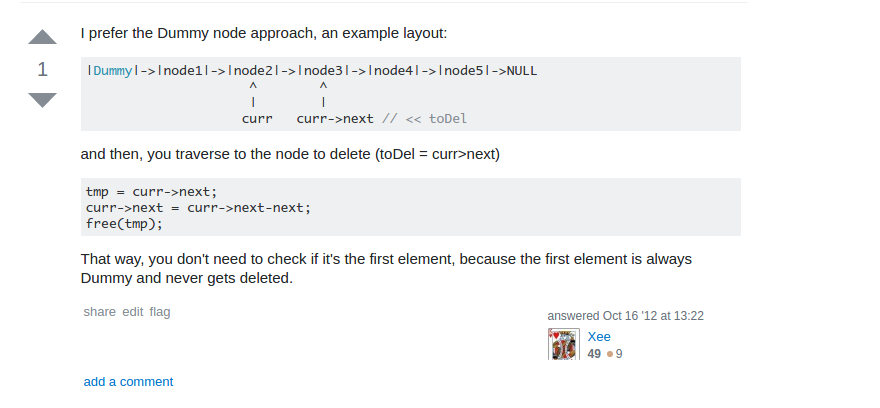 I prefer the Dummy node approach, an example layout:
1
|Dummy|->|node1|->|node2|->|node3|->|node4|->|node5|->NULL
^ ^
| |
curr curr->next // << toDel
and then, you traverse to the node to delete (toDel = curr>next)
tmp = curr->next;
curr->next = curr->next-next;
free(tmp);
That way, you don't need to check if it's the first element, because the first element is always
Dummy and never gets deleted.
share edit flag
answered Oct 16 '12 at 13:22
Xee
49 ●9
add a comment